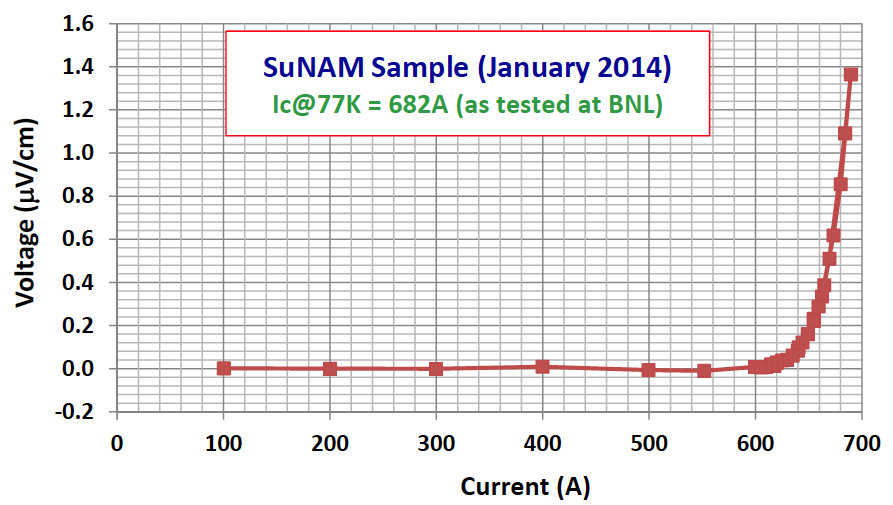 SuNAM Sample (January 2014)
Ic@77K = 682A (as tested at BNL)
Voltage (μV/cm)
1.6
1.4
1.2
1.0
0.8
0.6
0.4
0.2
0.0
-0.2
0 100 200 300 400 500 600 700
Current (A)